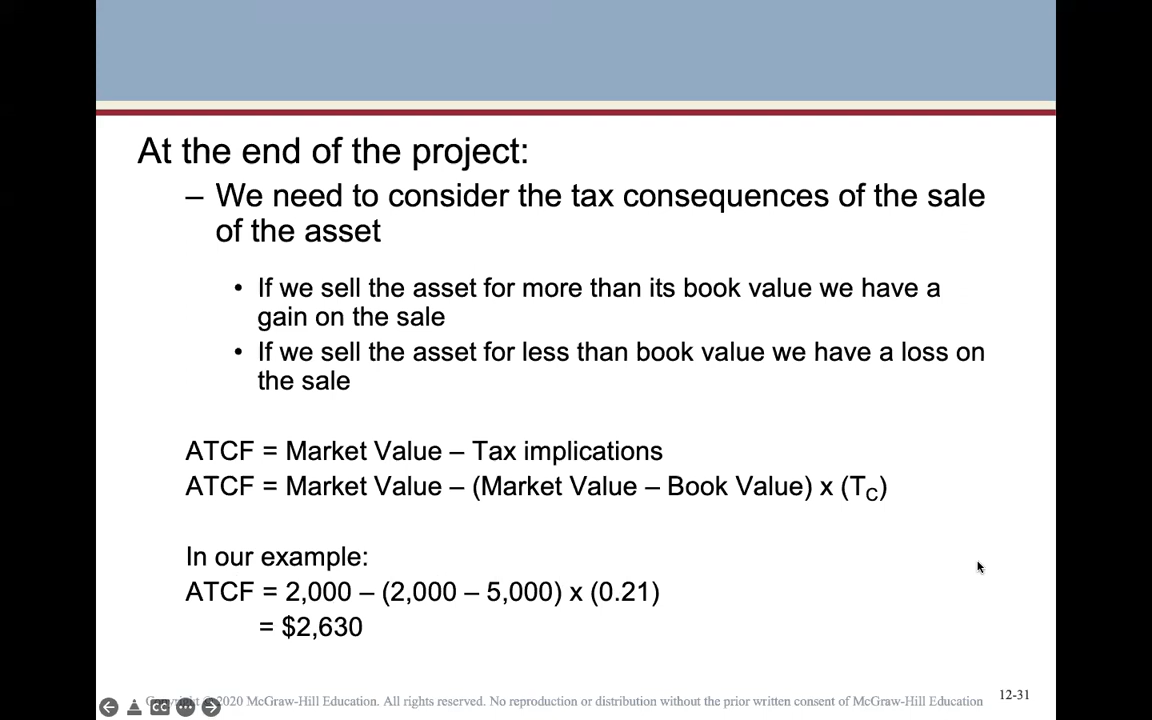 At the end of the project:
– We need to consider the tax consequences of the sale
of the asset
• If we sell the asset for more than its book value we have a
gain on the sale
• If we sell the asset for less than book value we have a loss on
the sale
ATCF = Market Value – Tax implications
ATCF = Market Value – (Market Value – Book Value) x (TC)
In our example:
ATCF = 2,000 – (2,000 – 5,000) x (0.21)
= $2,630
12-31
CC
2020 McGraw-Hill Education. All rights reserved. No reproduction or distribution without the prior written consent of McGraw-Hill Education